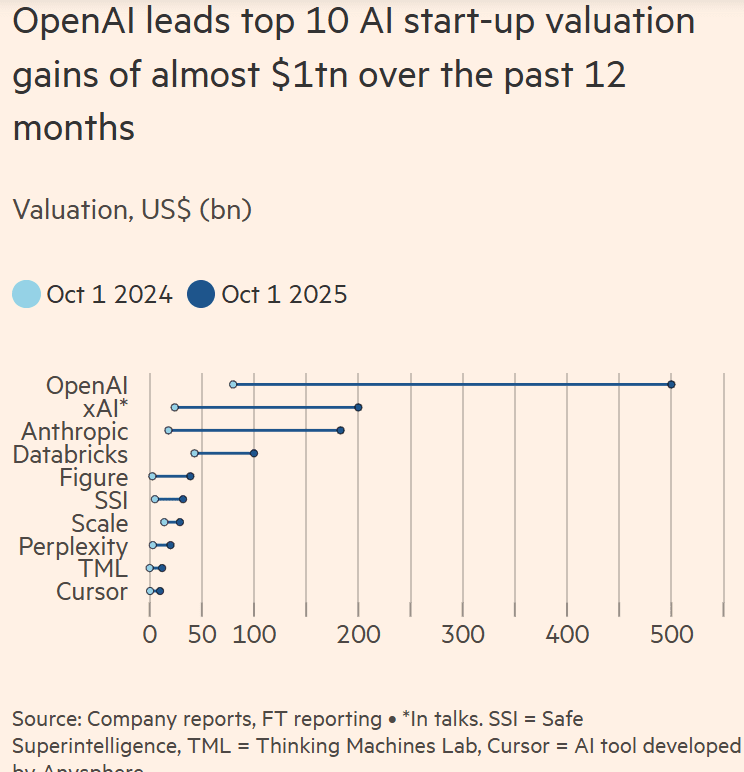 OpenAI leads top 10 AI start-up valuation
gains of almost $1tn over the past 12
months
Valuation, US$ (bn)
Oct 1 2024 Oct 1 2025
OpenAI
xAI*
Anthropic
Databricks
Figure
SSI
Scale
Perplexity
TML
Cursor
0 50 100 200 300 400 500
Source: Company reports, FT reporting • *In talks. SSI = Safe
Superintelligence, TML = Thinking Machines Lab, Cursor = AI tool developed
by Anysphere